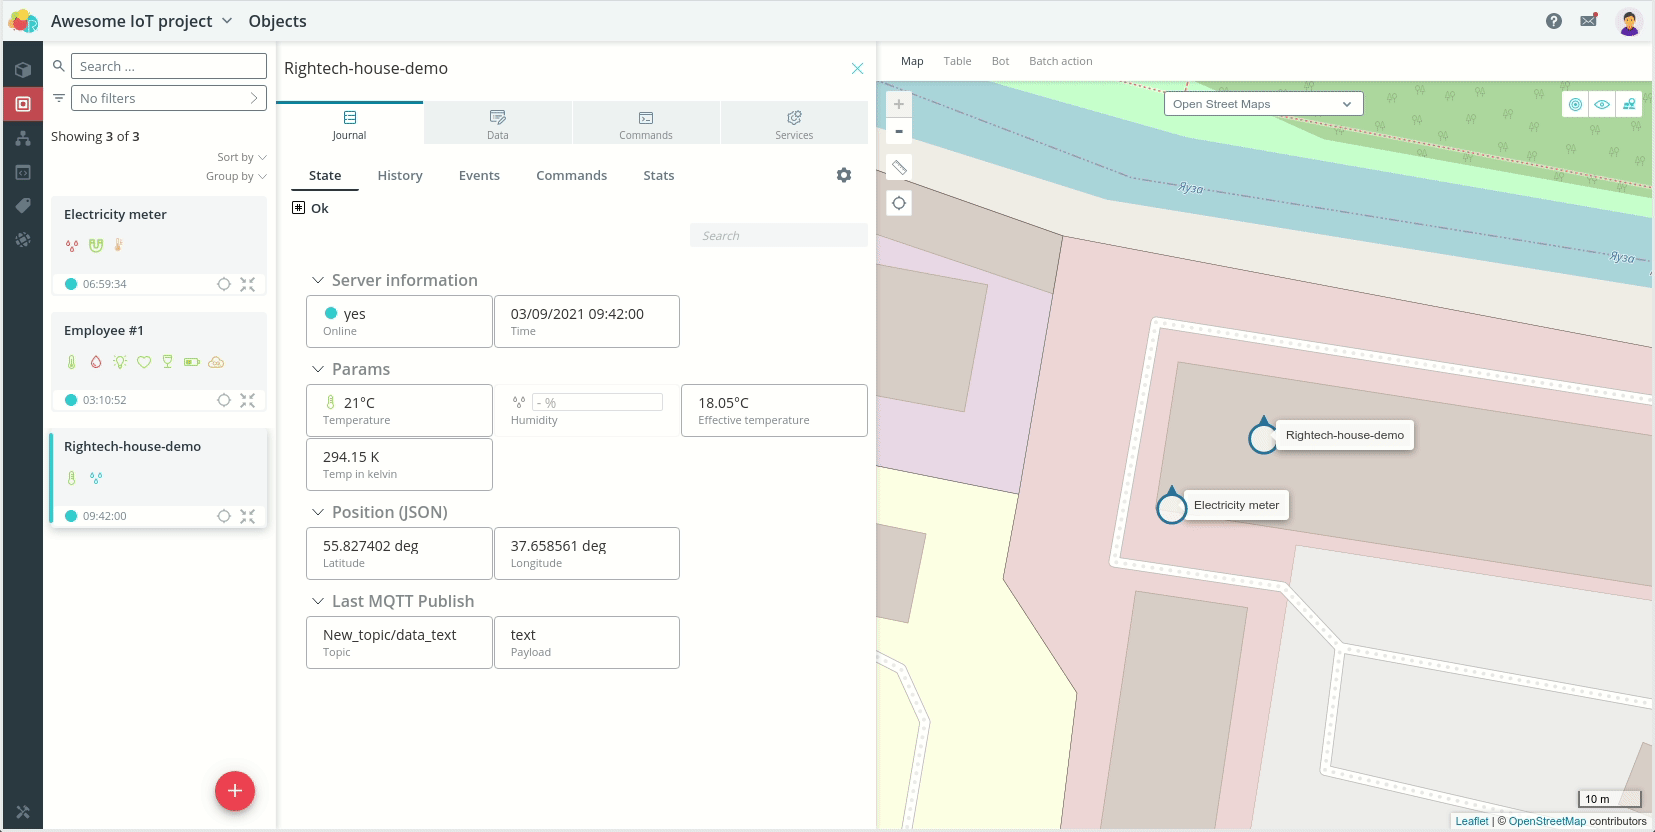 Awesome IoT project
Objects
Search ...
No filters
Showing 3 of 3
Sort by
Group by
Electricity meter
06:59:34
Employee #1
03:10:52
Rightech-house-demo
09:42:00
Rightech-house-demo
Journal
Data
Commands
Services
State
History
Events
Commands
Stats
Ok
Search
Server information
yes
Online
03/09/2021 09:42:00
Time
Params
21°C
Temperature
- %
Humidity
18.05°C
Effective temperature
294.15 K
Temp in kelvin
Position (JSON)
55.827402 deg
Latitude
37.658561 deg
Longitude
Last MQTT Publish
New_topic/data_text
Topic
text
Payload
Map
Table
Bot
Batch action
+
-
Open Street Maps
Яуза
Яуза
Rightech-house-demo
Electricity meter
10 m
Leaflet | © OpenStreetMap contributors